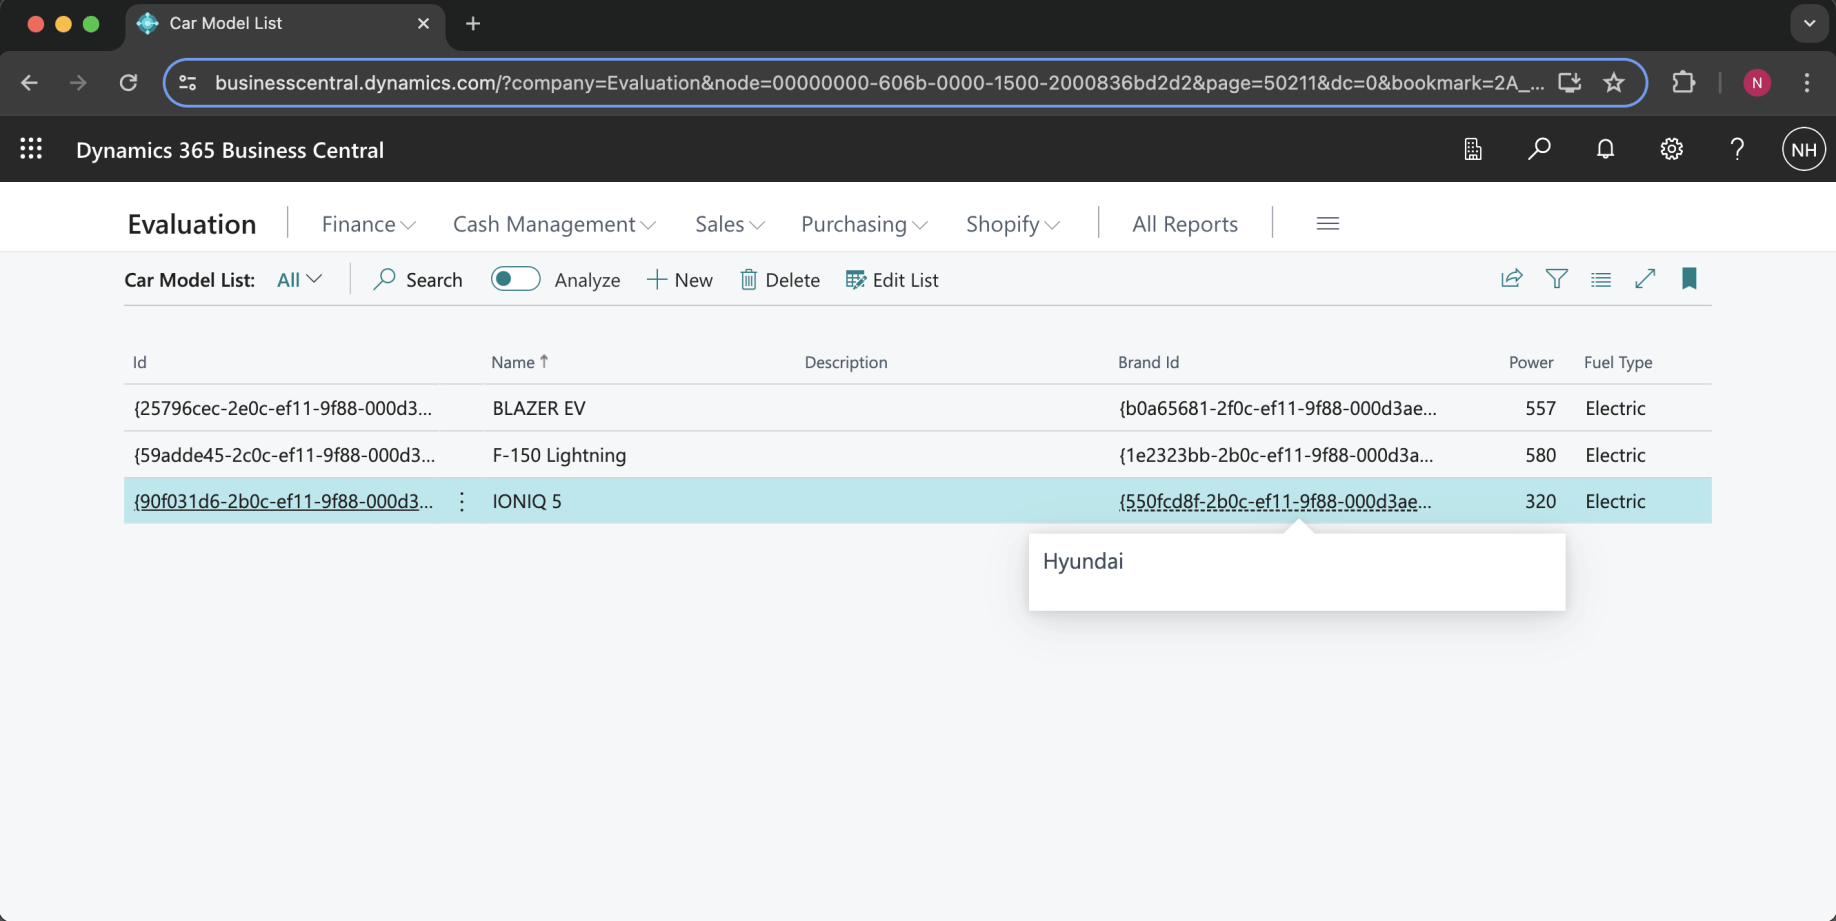 Car Model List
businesscentral.dynamics.com/?company=Evaluation&node=00000000-606b-0000-1500-2000836bd2d2&page=50211&dc=0&bookmark=2A_...
N
Dynamics 365 Business Central
NH
Evaluation Finance Cash Management Sales Purchasing Shopify All Reports
Car Model List: All Search Analyze New Delete Edit List
Id Name ↑ Description Brand Id Power Fuel Type
{25796cec-2e0c-ef11-9f88-000d3... BLAZER EV {b0a65681-2f0c-ef11-9f88-000d3ae... 557 Electric
{59adde45-2c0c-ef11-9f88-000d3... F-150 Lightning {1e2323bb-2b0c-ef11-9f88-000d3a... 580 Electric
{90f031d6-2b0c-ef11-9f88-000d3... IONIQ 5 {550fcd8f-2b0c-ef11-9f88-000d3ae... 320 Electric
Hyundai